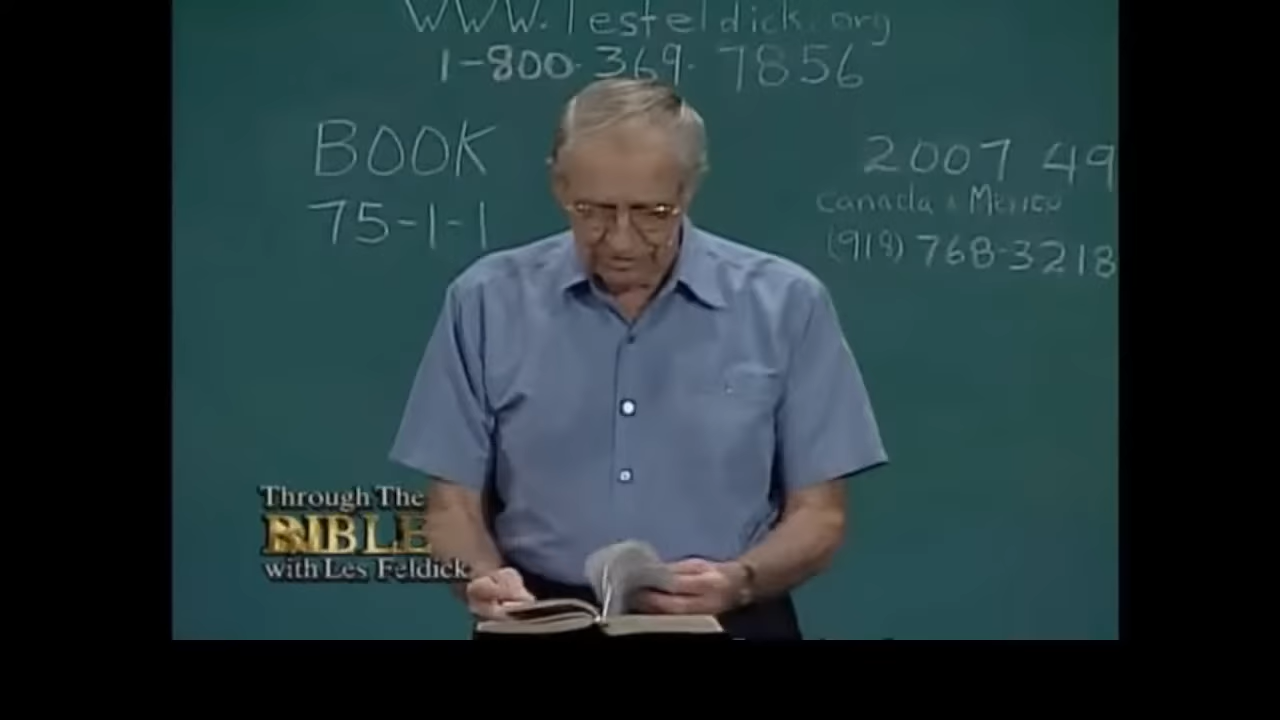 www.lesfeldick.org
1-800-369-7856
BOOK
75-1-1
2007 49
Canada & Mexico
(918) 768-3218
Through The
BIBLE
with Les Feldick